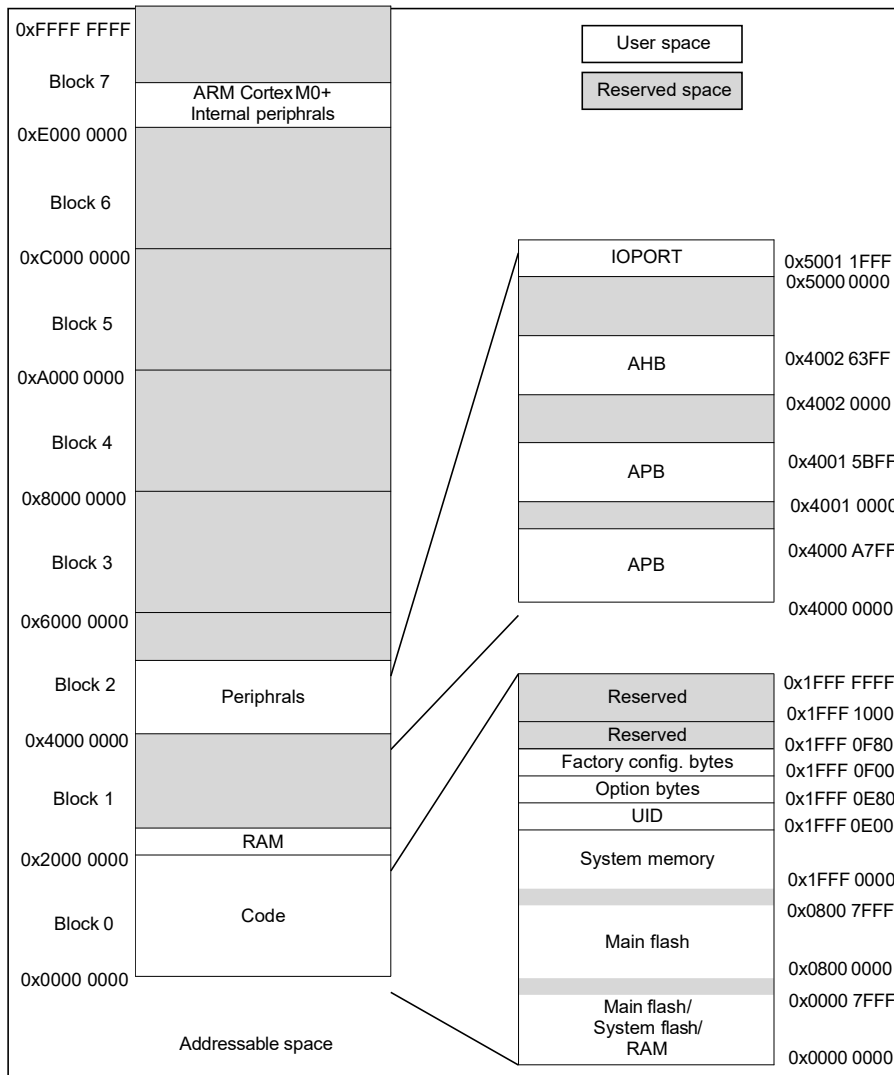 0xFFFF FFFF
Block 7
ARM Cortex M0+
Internal periphrals
0xE000 0000
Block 6
0xC000 0000
Block 5
0xA000 0000
Block 4
0x8000 0000
Block 3
0x6000 0000
Block 2
Periphrals
0x4000 0000
Block 1
RAM
0x2000 0000
Code
Block 0
0x0000 0000
Addressable space
User space
Reserved space
IOPORT
0x5001 1FFF
0x5000 0000
AHB
0x4002 63FF
0x4002 0000
APB
0x4001 5BFF
0x4001 0000
APB
0x4000 A7FF
0x4000 0000
Reserved
0x1FFF FFFF
0x1FFF 1000
Reserved
0x1FFF 0F80
Factory config. bytes
0x1FFF 0F00
Option bytes
0x1FFF 0E80
UID
0x1FFF 0E00
System memory
0x1FFF 0000
0x0800 7FFF
Main flash
0x0800 0000
0x0000 7FFF
Main flash/
System flash/
RAM
0x0000 0000